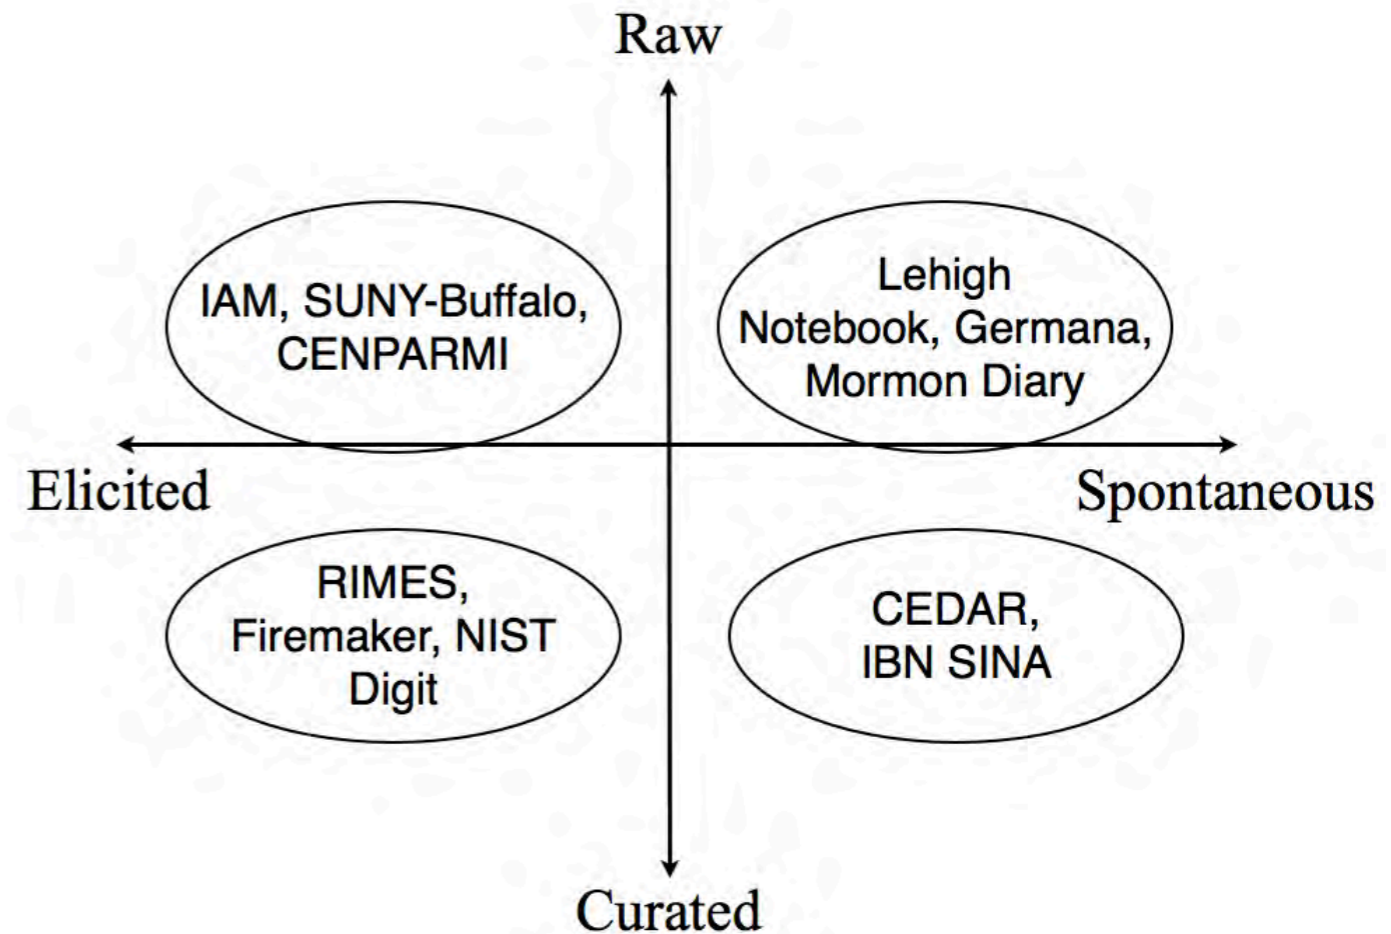 Raw
IAM, SUNY-Buffalo,
CENPARMI
Lehigh
Notebook, Germana,
Mormon Diary
Elicited
Spontaneous
RIMES,
Firemaker, NIST
Digit
CEDAR,
IBN SINA
Curated